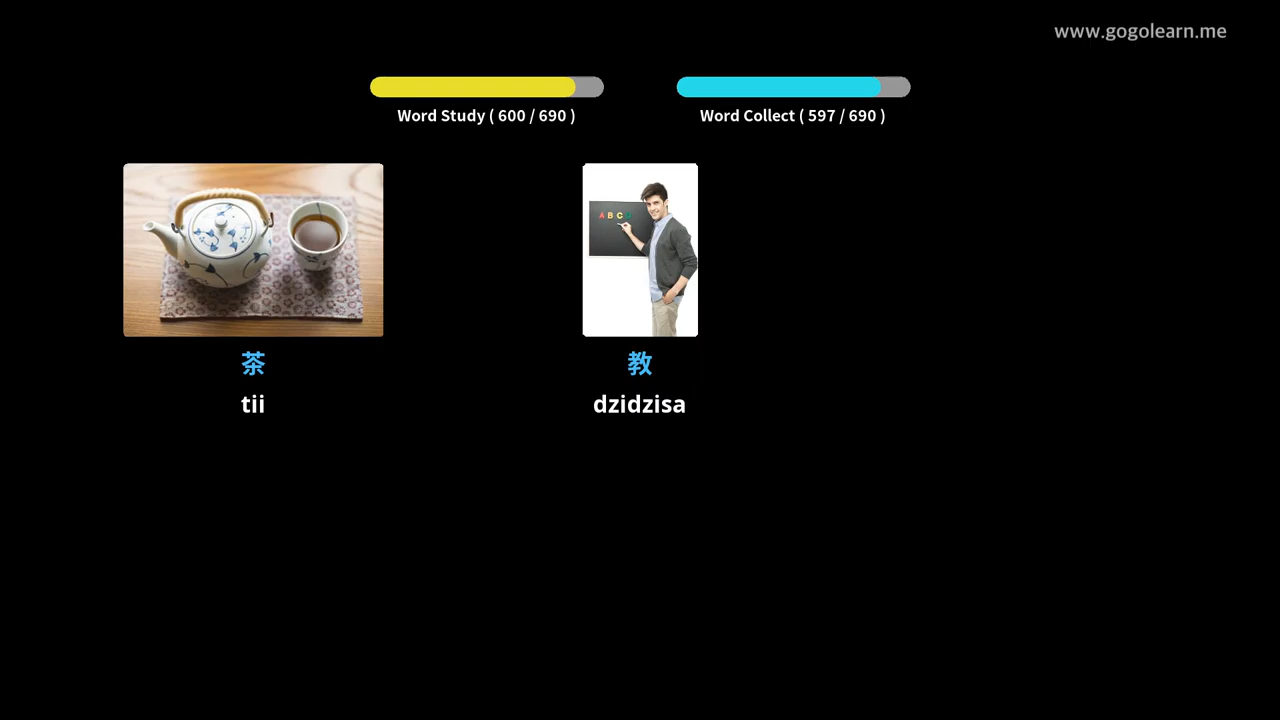 www.gogolearn.me
Word Study ( 600 / 690 )
Word Collect ( 597 / 690 )
茶
tii
教
dzidzisa
A B C D